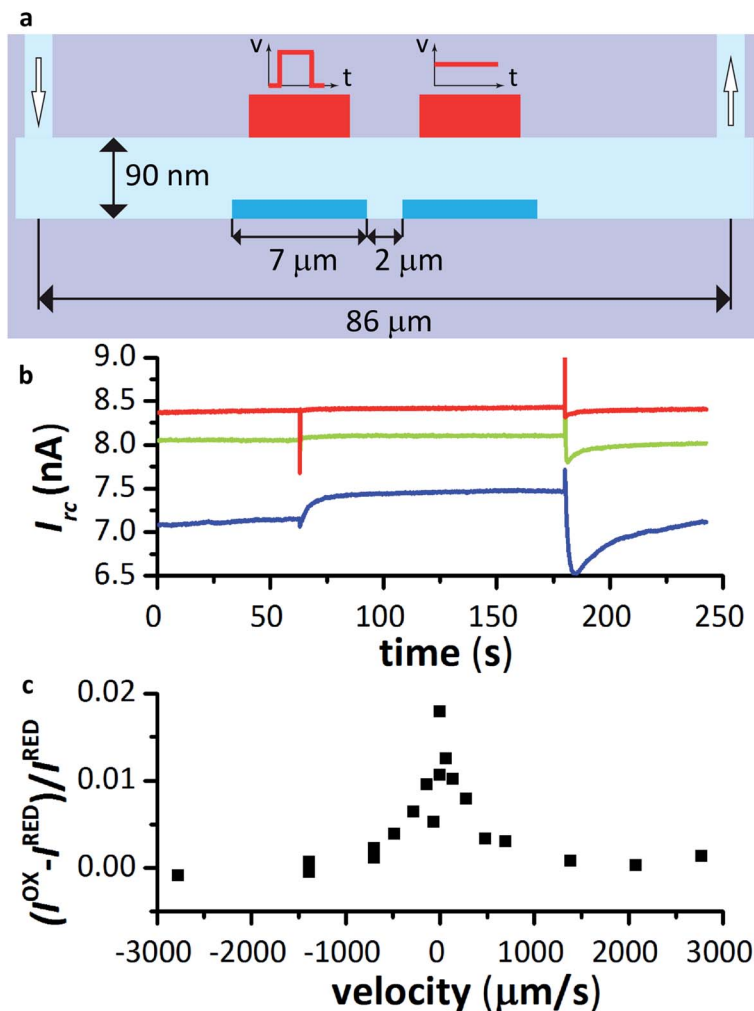 a
v
t
v
t
90 nm
7 μm
2 μm
86 μm
b
9.0
8.5
8.0
7.5
7.0
6.5
I_rc (nA)
0 50 100 150 200 250
time (s)
c
0.02
0.01
0.00
(I^OX-I^RED)/I^RED
-3000 -2000 -1000 0 1000 2000 3000
velocity (μm/s)